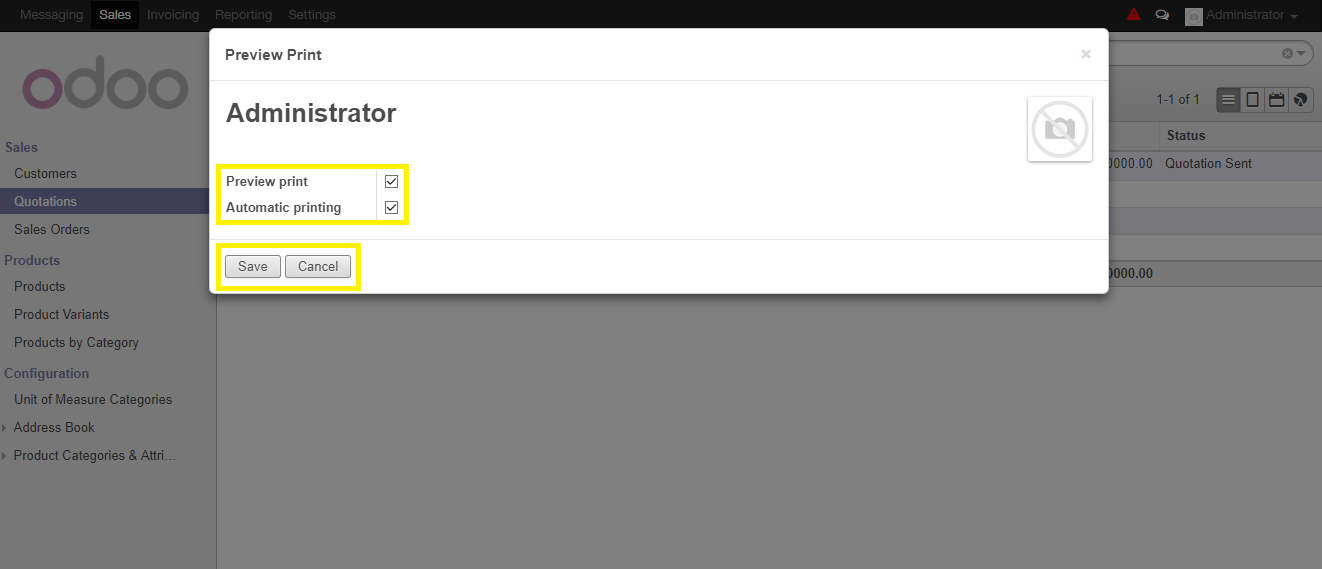 Messaging Sales Invoicing Reporting Settings Administrator
Preview Print ×
odoo
Administrator
1-1 of 1
Status
Sales
Customers
0000.00 Quotation Sent
Preview print
Quotations
Automatic printing
Sales Orders
Products
Save Cancel
0000.00
Products
Product Variants
Products by Category
Configuration
Unit of Measure Categories
Address Book
Product Categories & Attri...